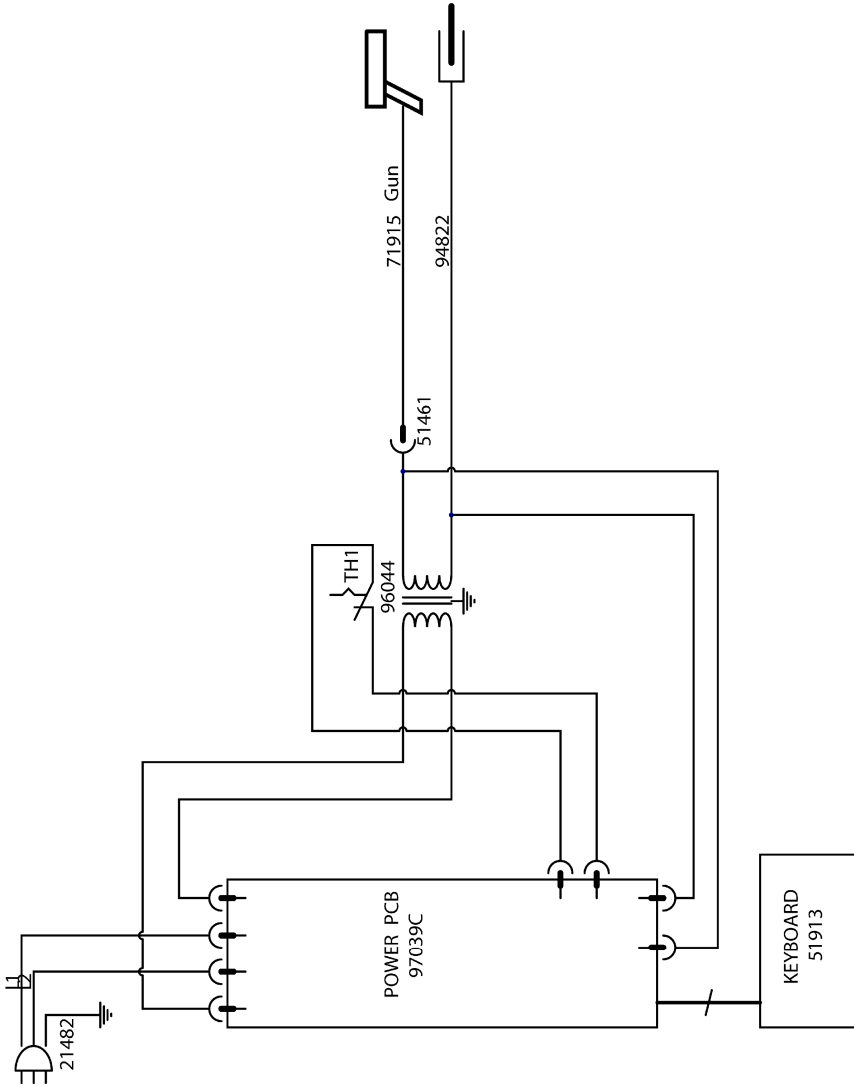 71915 Gun
94822
51461
TH1
96044
POWER PCB
97039C
KEYBOARD
51913
L1
L2
21482